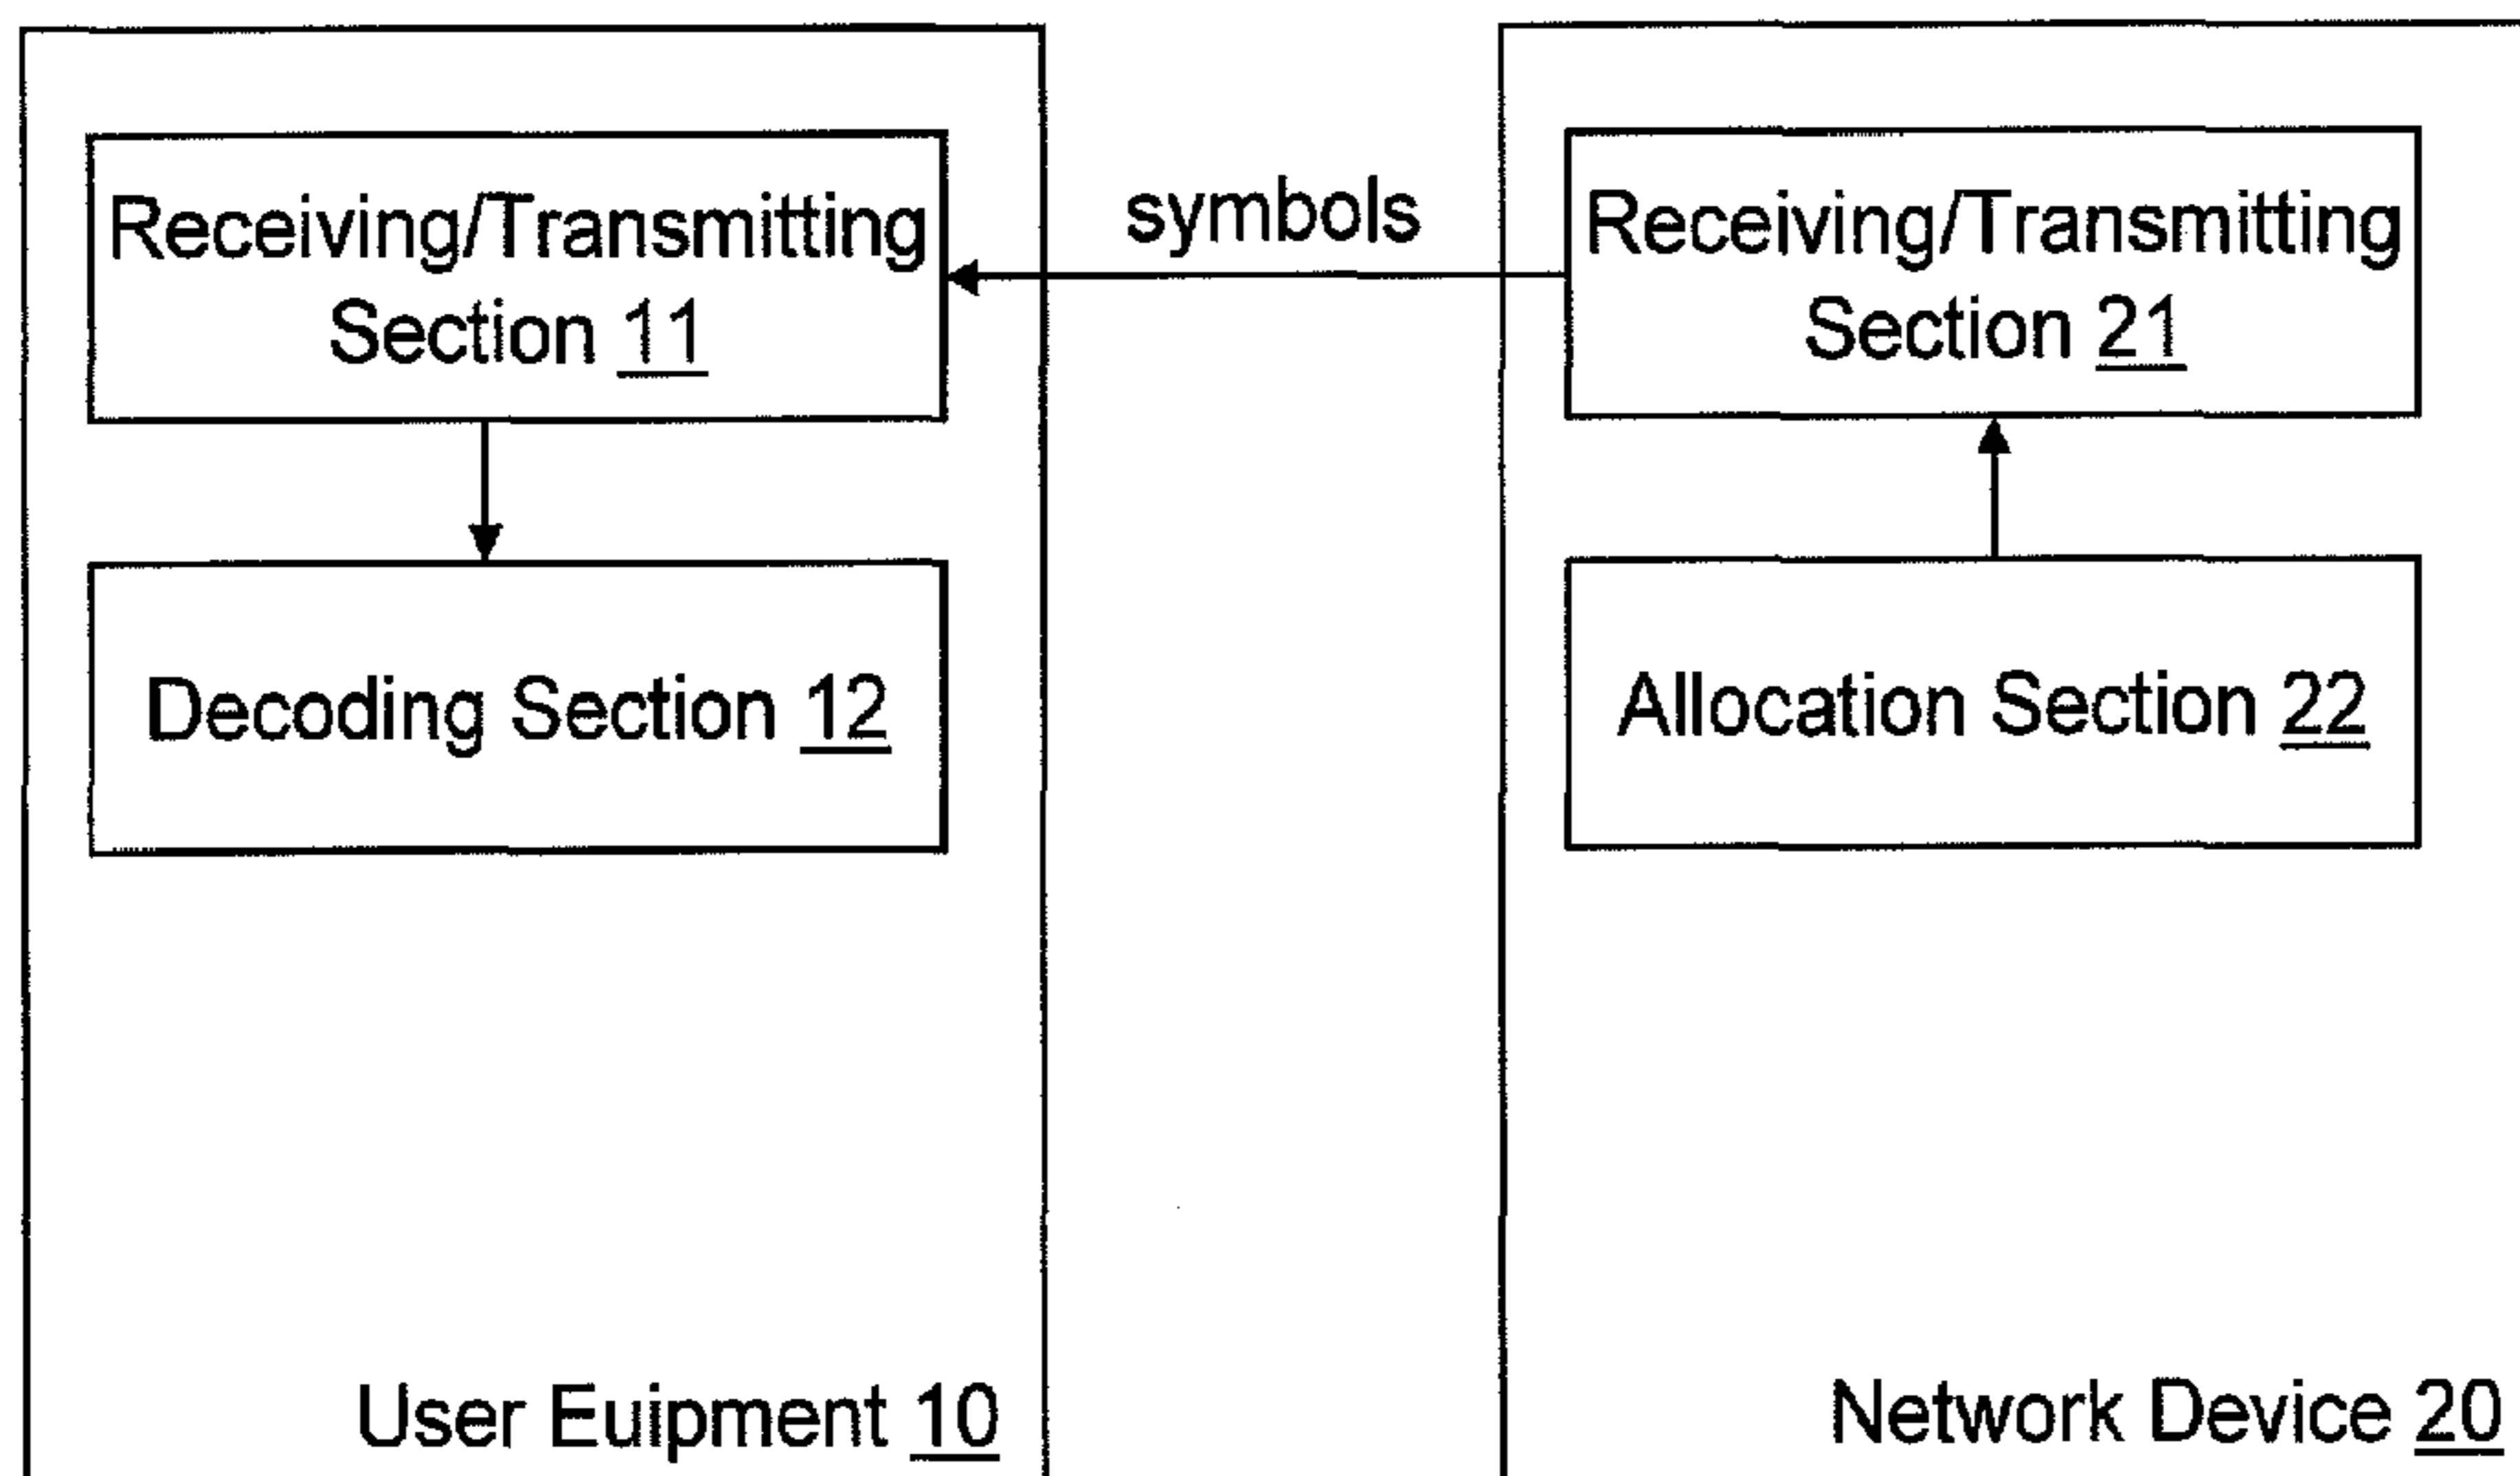 Receiving/Transmitting
Section 11
symbols
Receiving/Transmitting
Section 21
Decoding Section 12
Allocation Section 22
User Euipment 10
Network Device 20